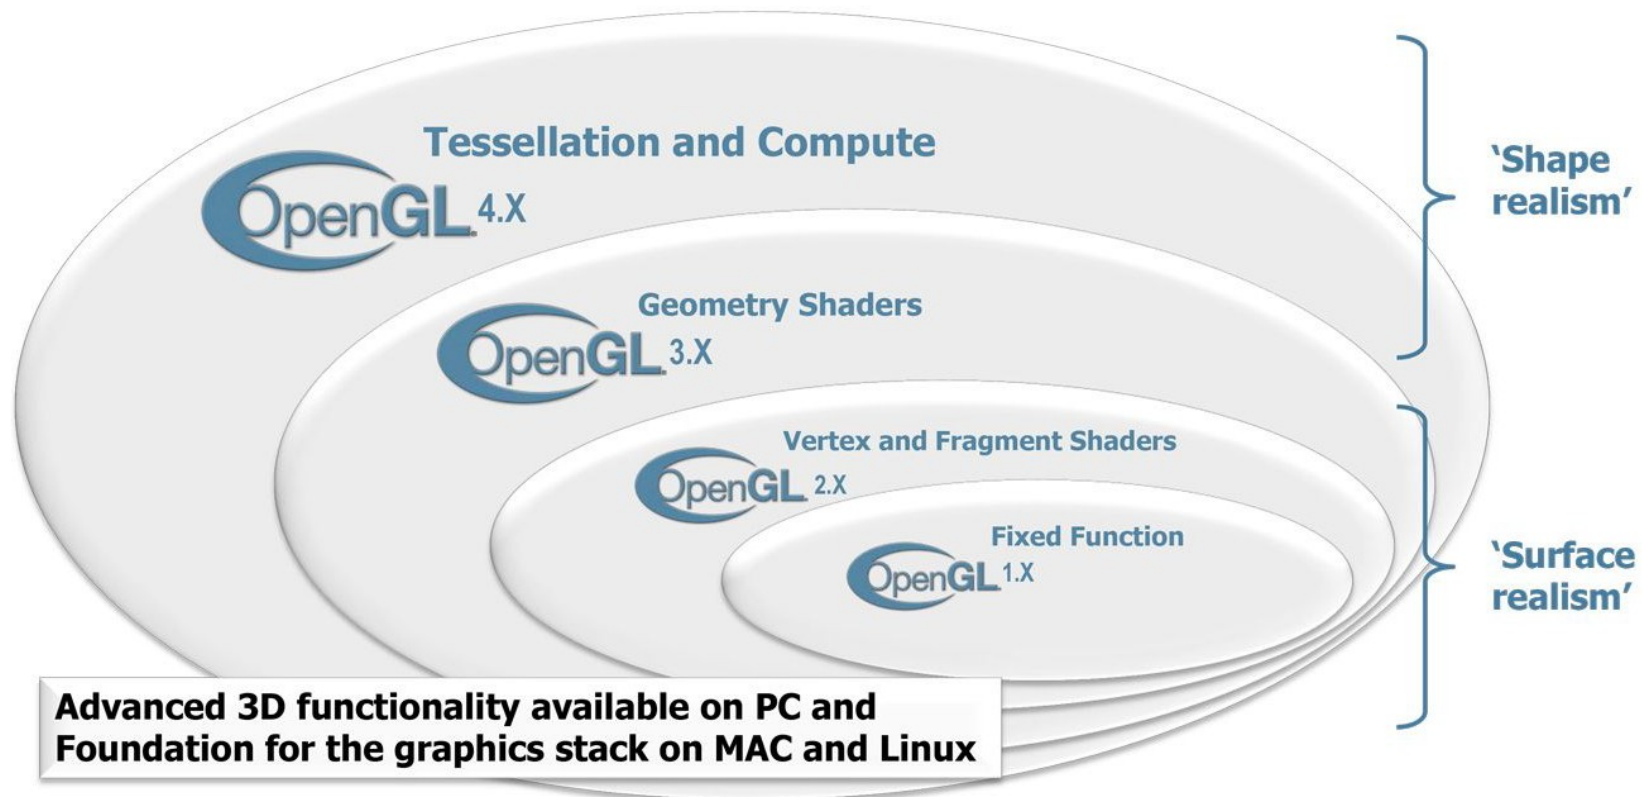 Tessellation and Compute
OpenGL 4.X
‘Shape
realism’
Geometry Shaders
OpenGL 3.X
Vertex and Fragment Shaders
OpenGL 2.X
Fixed Function
OpenGL 1.X
‘Surface
realism’
Advanced 3D functionality available on PC and
Foundation for the graphics stack on MAC and Linux